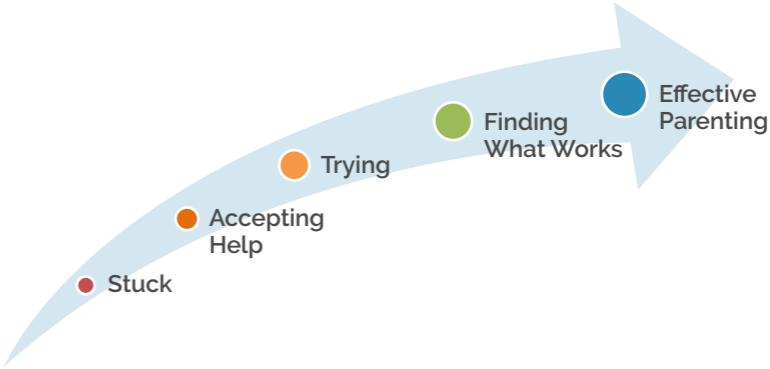 Stuck
Accepting
Help
Trying
Finding
What Works
Effective
Parenting